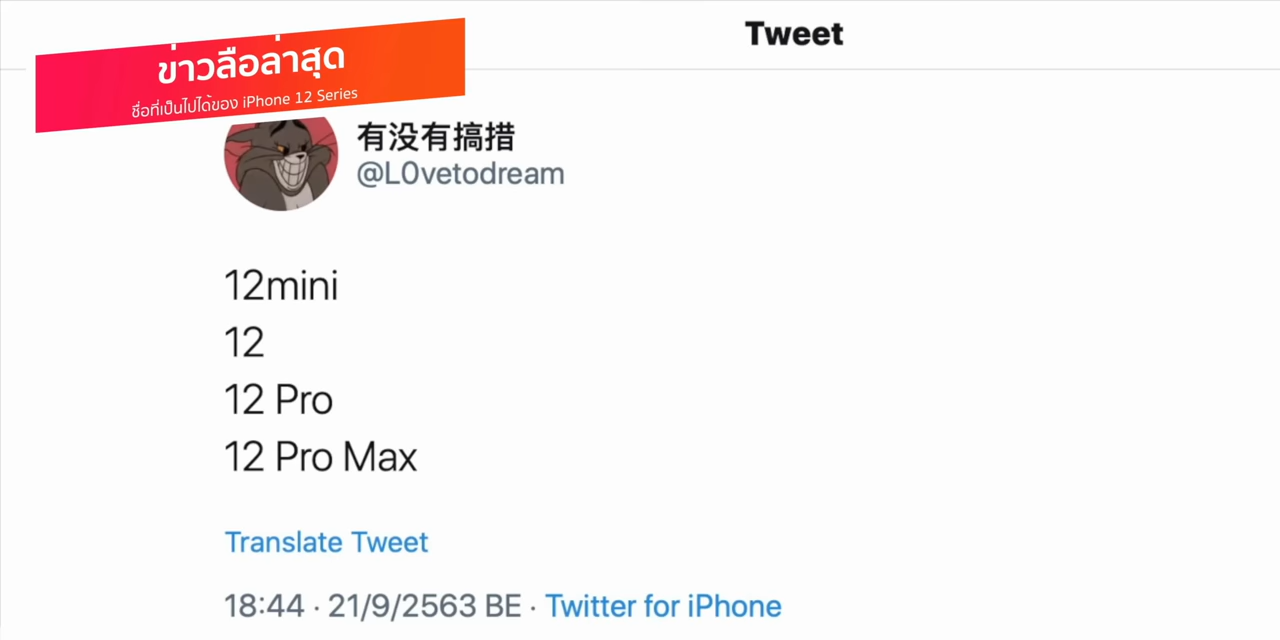 Tweet
ข่าวลือล่าสุด
ชื่อที่เป็นไปได้ของ iPhone 12 Series
有没有搞措
@L0vetodream
12mini
12
12 Pro
12 Pro Max
Translate Tweet
18:44 · 21/9/2563 BE · Twitter for iPhone